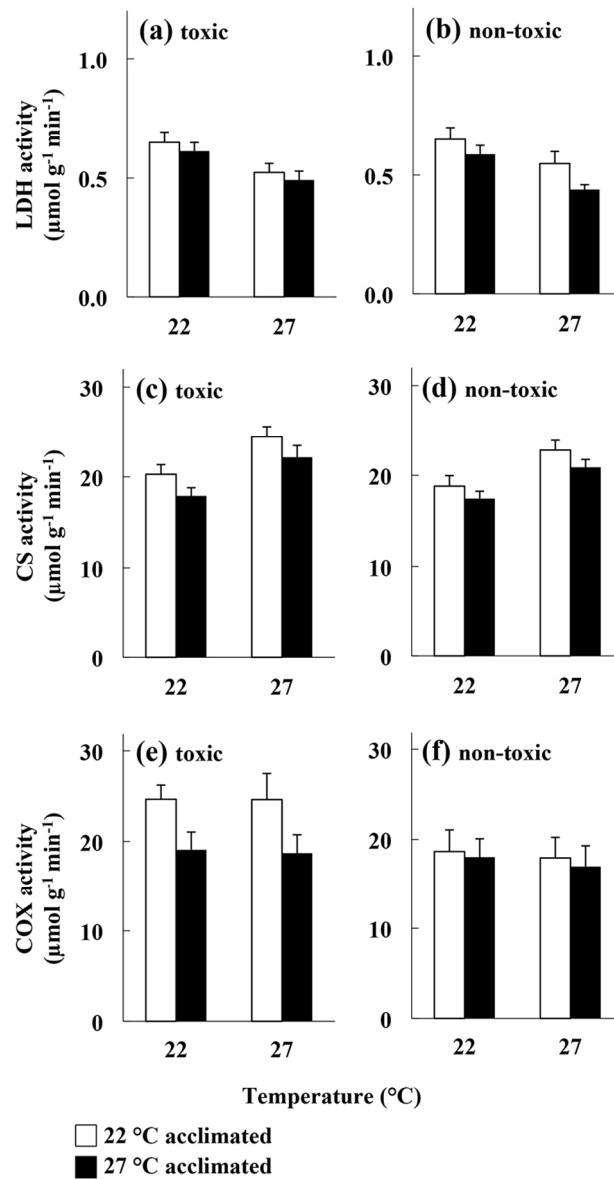 (a) toxic
LDH activity
(μmol g⁻¹ min⁻¹)
1.0
0.5
0.0
22 27
(b) non-toxic
1.0
0.5
0.0
22 27
(c) toxic
CS activity
(μmol g⁻¹ min⁻¹)
30
20
10
0
22 27
(d) non-toxic
30
20
10
0
22 27
(e) toxic
COX activity
(μmol g⁻¹ min⁻¹)
30
20
10
0
22 27
(f) non-toxic
30
20
10
0
22 27
Temperature (°C)
22 °C acclimated
27 °C acclimated